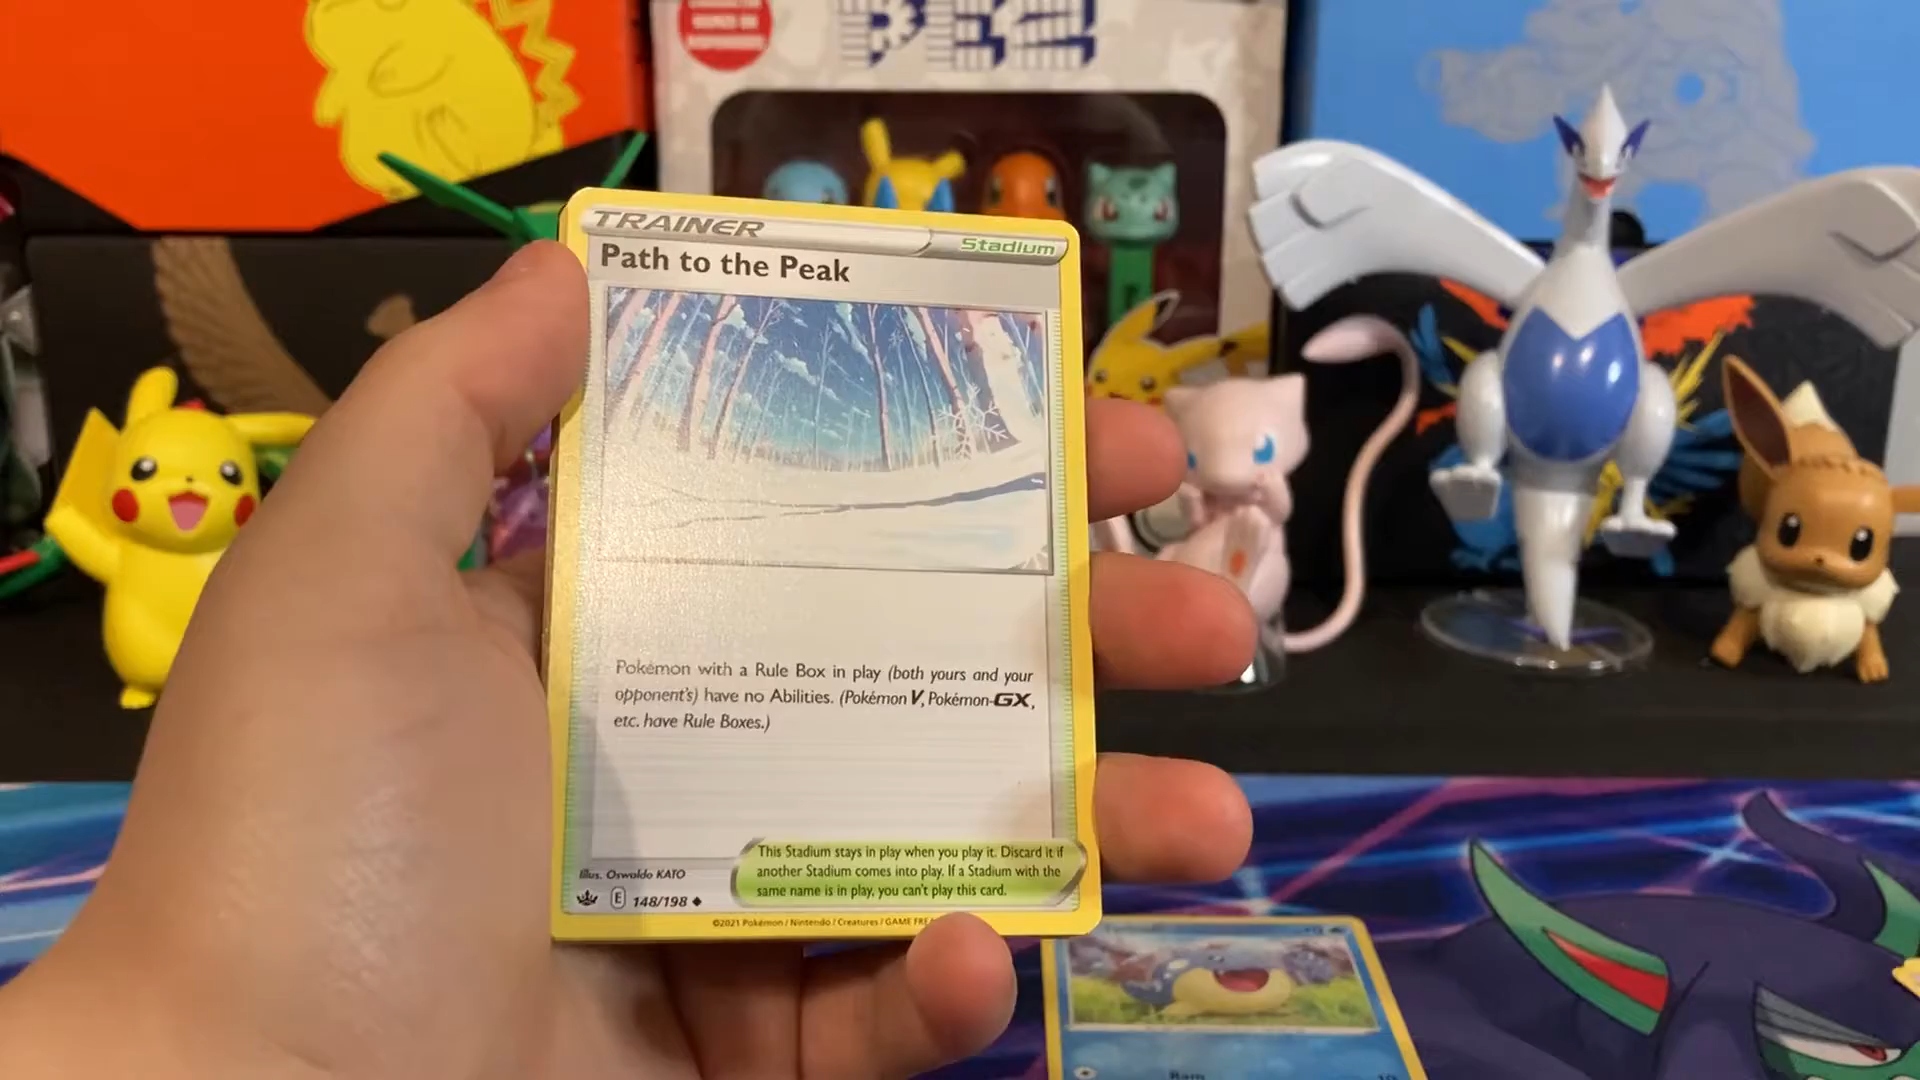 PEZ
TRAINER
Stadium
Path to the Peak
Pokémon with a Rule Box in play (both yours and your
opponent's) have no Abilities. (Pokémon V, Pokémon-GX,
etc. have Rule Boxes.)
This Stadium stays in play when you play it. Discard it if
another Stadium comes into play. If a Stadium with the
same name is in play, you can't play this card.
Illus. Oswaldo KATO
E 148/198
©2021 Pokémon / Nintendo / Creatures / GAME
Ram 10